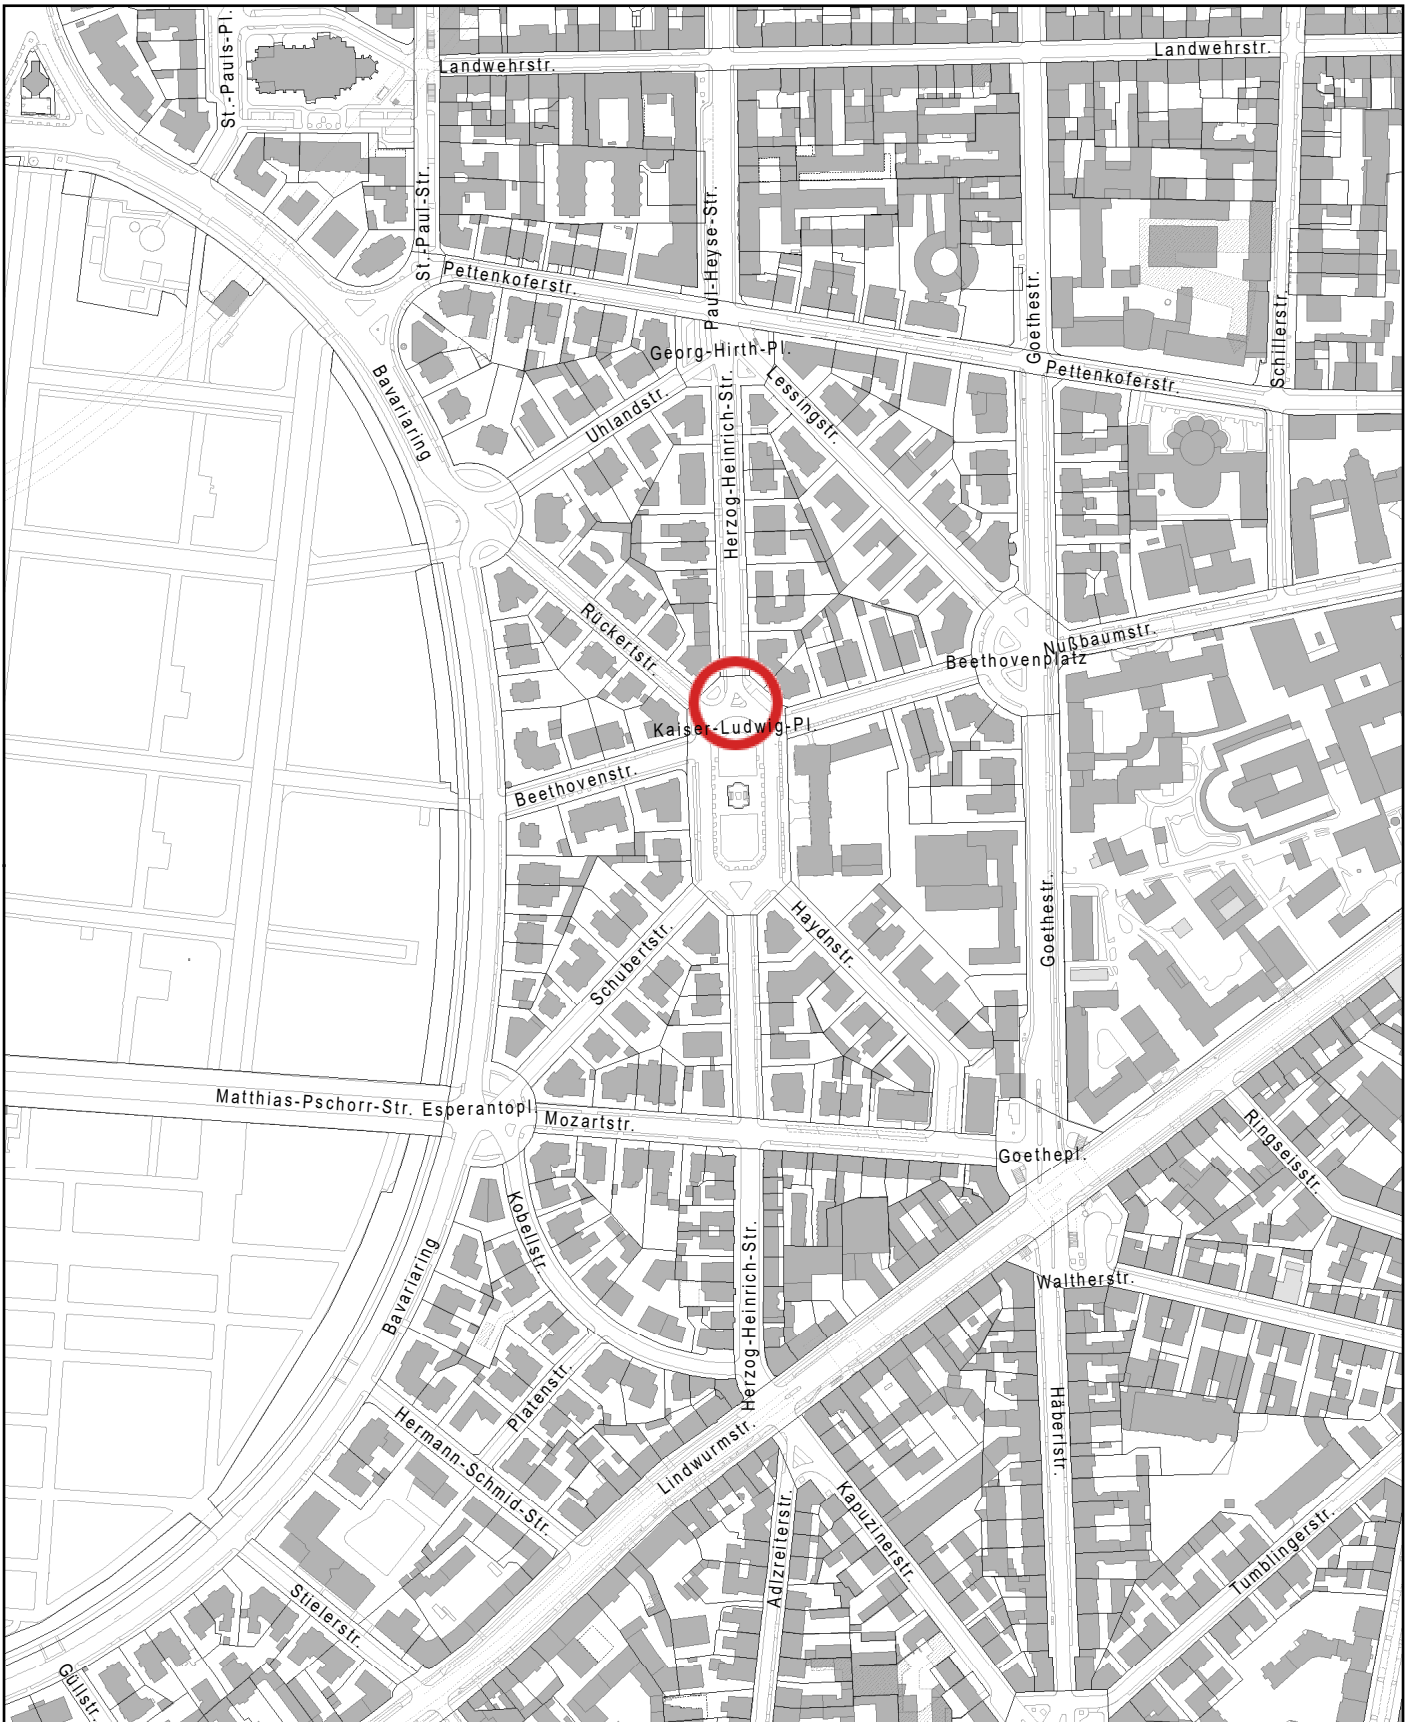 St.-Pauls-Pl.
Landwehrstr.
Landwehrstr.
St.-Paul-Str.
Paul-Heyse-Str.
Pettenkoferstr.
Goethestr.
Schillerstr.
Georg-Hirth-Pl.
Pettenkoferstr.
Bavariaring
Uhlandstr.
Herzog-Heinrich-Str.
Lessingstr.
Rückertstr.
Nußbaumstr.
Beethovenplatz
Kaiser-Ludwig-Pl.
Beethovenstr.
Haydnstr.
Goethestr.
Schubertstr.
Matthias-Pschorr-Str.
Esperantopl.
Mozartstr.
Goethepl.
Ringseisstr.
Kobellstr.
Bavariaring
Herzog-Heinrich-Str.
Waltherstr.
Platenstr.
Häberlstr.
Hermann-Schmid-Str.
Lindwurmstr.
Adlzreiterstr.
Kapuzinerstr.
Tumblingerstr.
Stielerstr.
Güllstr.